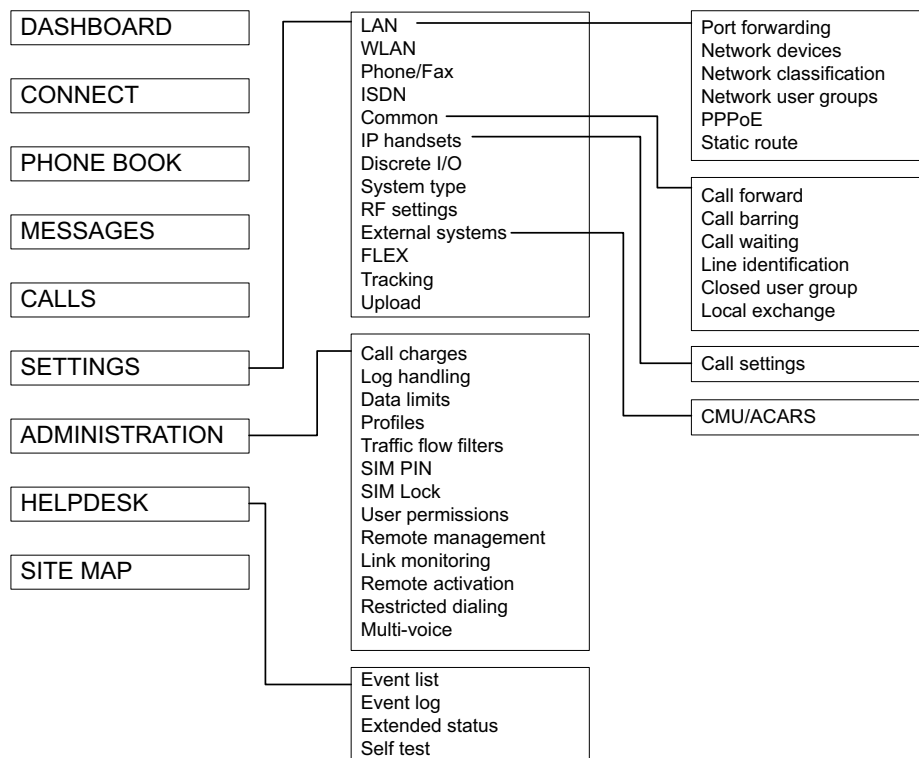 DASHBOARD
CONNECT
PHONE BOOK
MESSAGES
CALLS
SETTINGS
ADMINISTRATION
HELPDESK
SITE MAP
LAN
WLAN
Phone/Fax
ISDN
Common
IP handsets
Discrete I/O
System type
RF settings
External systems
FLEX
Tracking
Upload
Call charges
Log handling
Data limits
Profiles
Traffic flow filters
SIM PIN
SIM Lock
User permissions
Remote management
Link monitoring
Remote activation
Restricted dialing
Multi-voice
Event list
Event log
Extended status
Self test
Port forwarding
Network devices
Network classification
Network user groups
PPPoE
Static route
Call forward
Call barring
Call waiting
Line identification
Closed user group
Local exchange
Call settings
CMU/ACARS